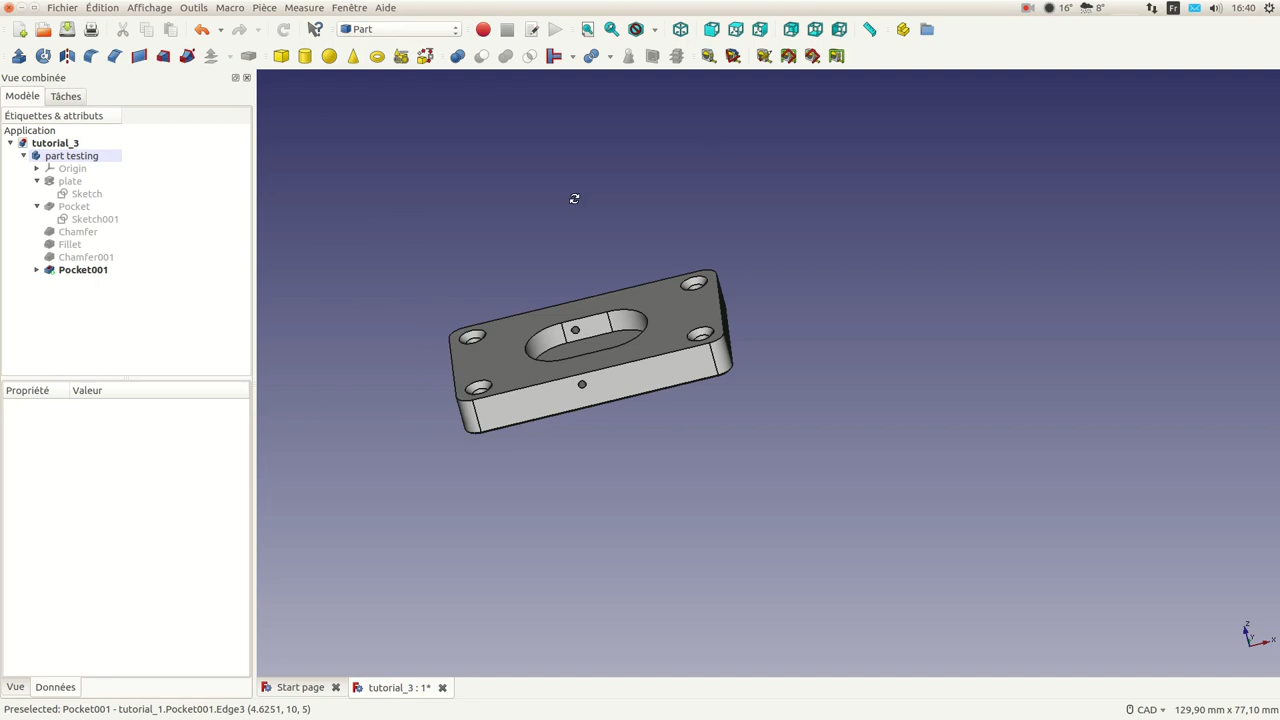 Fichier Édition Affichage Outils Macro Pièce Measure Fenêtre Aide 16° 8° Fr 16:40
Part
Vue combinée
Modèle Tâches
Étiquettes & attributs
Application
tutorial_3
part testing
Origin
plate
Sketch
Pocket
Sketch001
Chamfer
Fillet
Chamfer001
Pocket001
Propriété Valeur
z
y x
Vue Données Start page tutorial_3 : 1*
Preselected: Pocket001 - tutorial_1.Pocket001.Edge3 (4.6251, 10, 5) CAD 129,90 mm x 77,10 mm